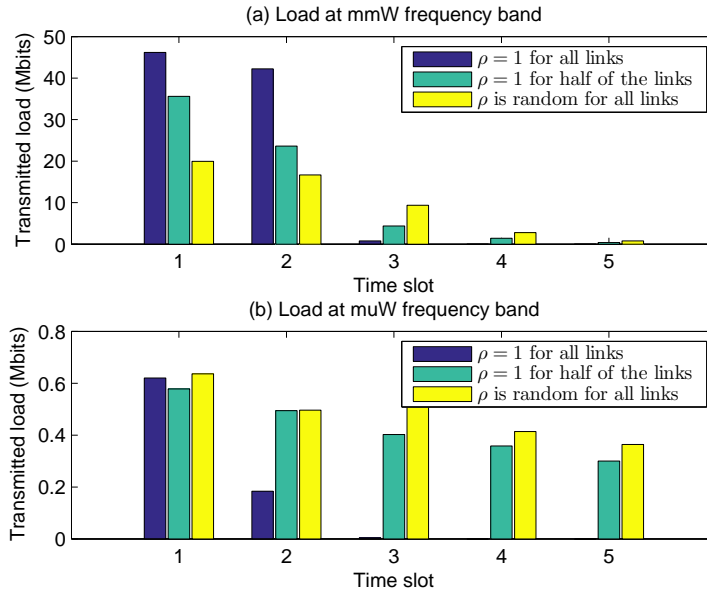 (a) Load at mmW frequency band
Transmitted load (Mbits)
50
40
30
20
10
0
ρ = 1 for all links
ρ = 1 for half of the links
ρ is random for all links
1 2 3 4 5
Time slot
(b) Load at muW frequency band
Transmitted load (Mbits)
0.8
0.6
0.4
0.2
0
ρ = 1 for all links
ρ = 1 for half of the links
ρ is random for all links
1 2 3 4 5
Time slot